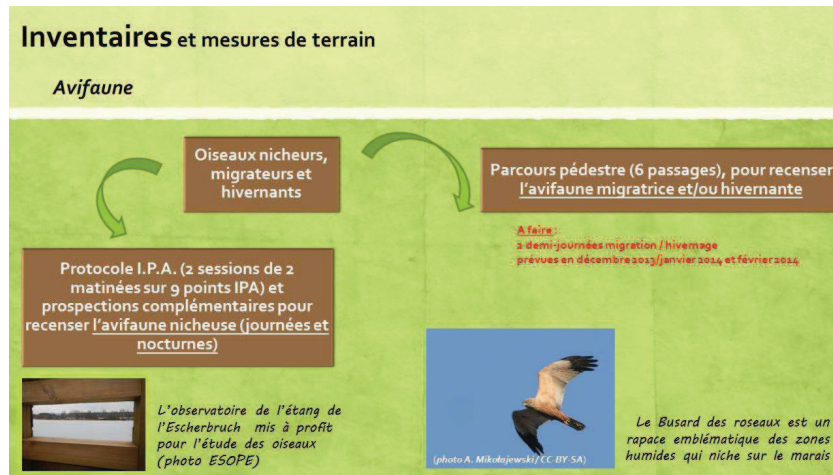 Inventaires et mesures de terrain
Avifaune
Oiseaux nicheurs,
migrateurs et
hivernants
Parcours pédestre (6 passages), pour recenser
l'avifaune migratrice et/ou hivernante
A faire :
2 demi-journées migration / hivernage
prévues en décembre 2013/janvier 2014 et février 2014
Protocole I.P.A. (2 sessions de 2
matinées sur 9 points IPA) et
prospections complémentaires pour
recenser l'avifaune nicheuse (journées et
nocturnes)
L'observatoire de l'étang de
l'Escherbruch mis à profit
pour l'étude des oiseaux
(photo ESOPE)
(photo A. Mikołajewski / CC-BY-SA)
Le Busard des roseaux est un
rapace emblématique des zones
humides qui niche sur le marais